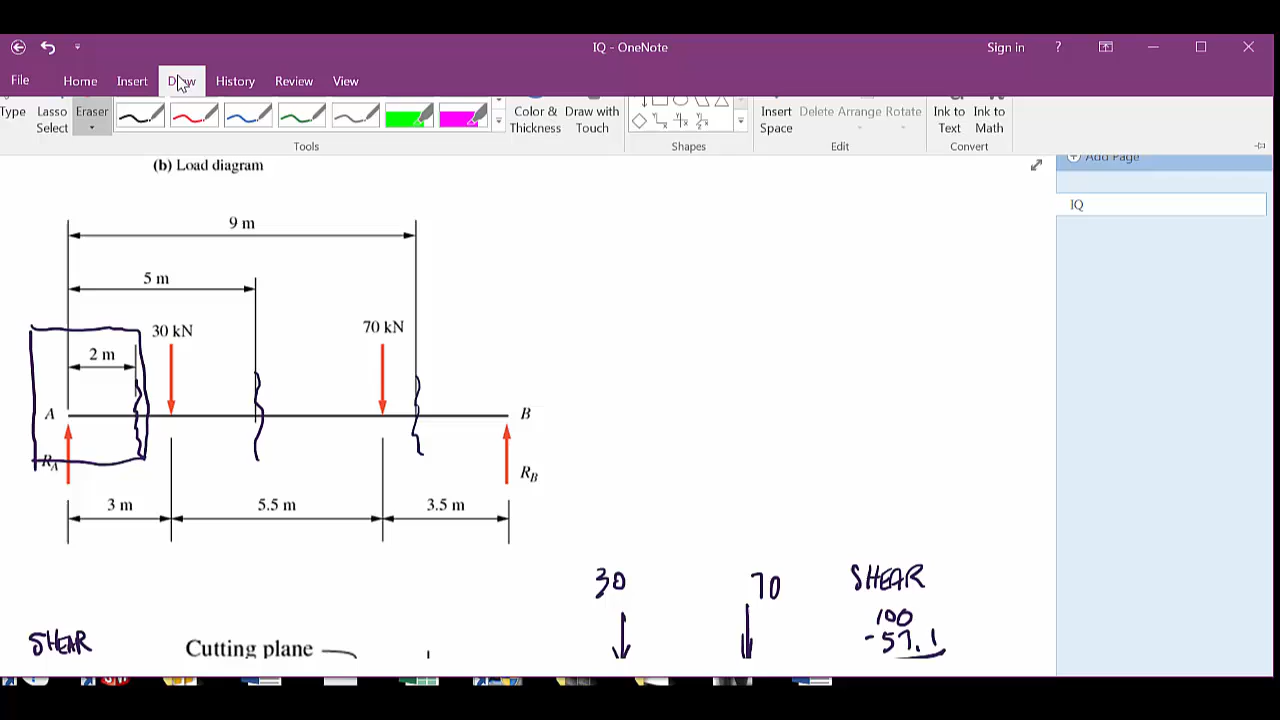 IQ - OneNote
Sign in
?
File
Home
Insert
Draw
History
Review
View
Type
Lasso
Select
Eraser
Color &
Thickness
Draw with
Touch
Insert
Space
Delete
Arrange
Rotate
Ink to
Text
Ink to
Math
Tools
Shapes
Edit
Convert
Add Page
IQ
(b) Load diagram
9 m
5 m
30 kN
70 kN
2 m
A
B
RA
RB
3 m
5.5 m
3.5 m
30
70
SHEAR
100
-57.1
SHEAR
Cutting plane